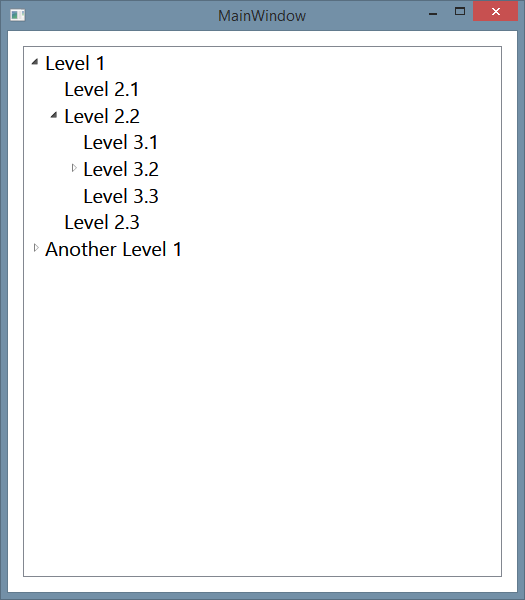 MainWindow
Level 1
Level 2.1
Level 2.2
Level 3.1
Level 3.2
Level 3.3
Level 2.3
Another Level 1